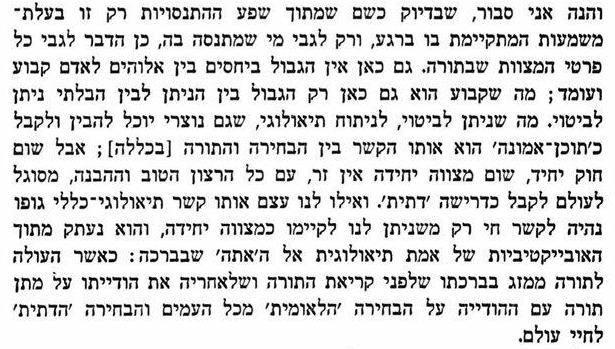 והנה אני סבור, שבדיוק כשם שמתוך שפע ההתנסויות רק זו בעלת־
משמעות המתקיימת בו ברגע, ורק לגבי מי שמתנסה בה, כן הדבר לגבי כל
פרטי המצוות שבתורה. גם כאן אין הגבול ביחסים בין אלוהים לאדם קבוע
ועומד; מה שקבוע הוא גם כאן רק הגבול בין הניתן לבין הבלתי ניתן
לביטוי. מה שניתן לביטוי, לניתוח תיאולוגי, שגם נוצרי יוכל להבין ולקבל
כ׳תוכן־אמונה׳ הוא אותו הקשר בין הבחירה והתורה [בכללה]; אבל שום
חוק יחיד, שום מצווה יחידה אין זר, עם כל הרצון הטוב וההבנה, מסוגל
לעולם לקבל כדרישה ׳דתית׳. ואילו לנו עצם אותו קשר תיאולוגי־כללי גופו
נהיה לקשר חי רק משניתן לנו לקיימו כמצווה יחידה, והוא נעתק מתוך
האובייקטיביות של אמת תיאולוגית אל ה׳אתה׳ שבברכה: כאשר העולה
לתורה ממזג בברכתו שלפני קריאת התורה ושלאחריה את הודייתו על מתן
תורה עם ההודייה על הבחירה ׳הלאומית׳ מכל העמים והבחירה ׳הדתית׳
לחיי עולם.